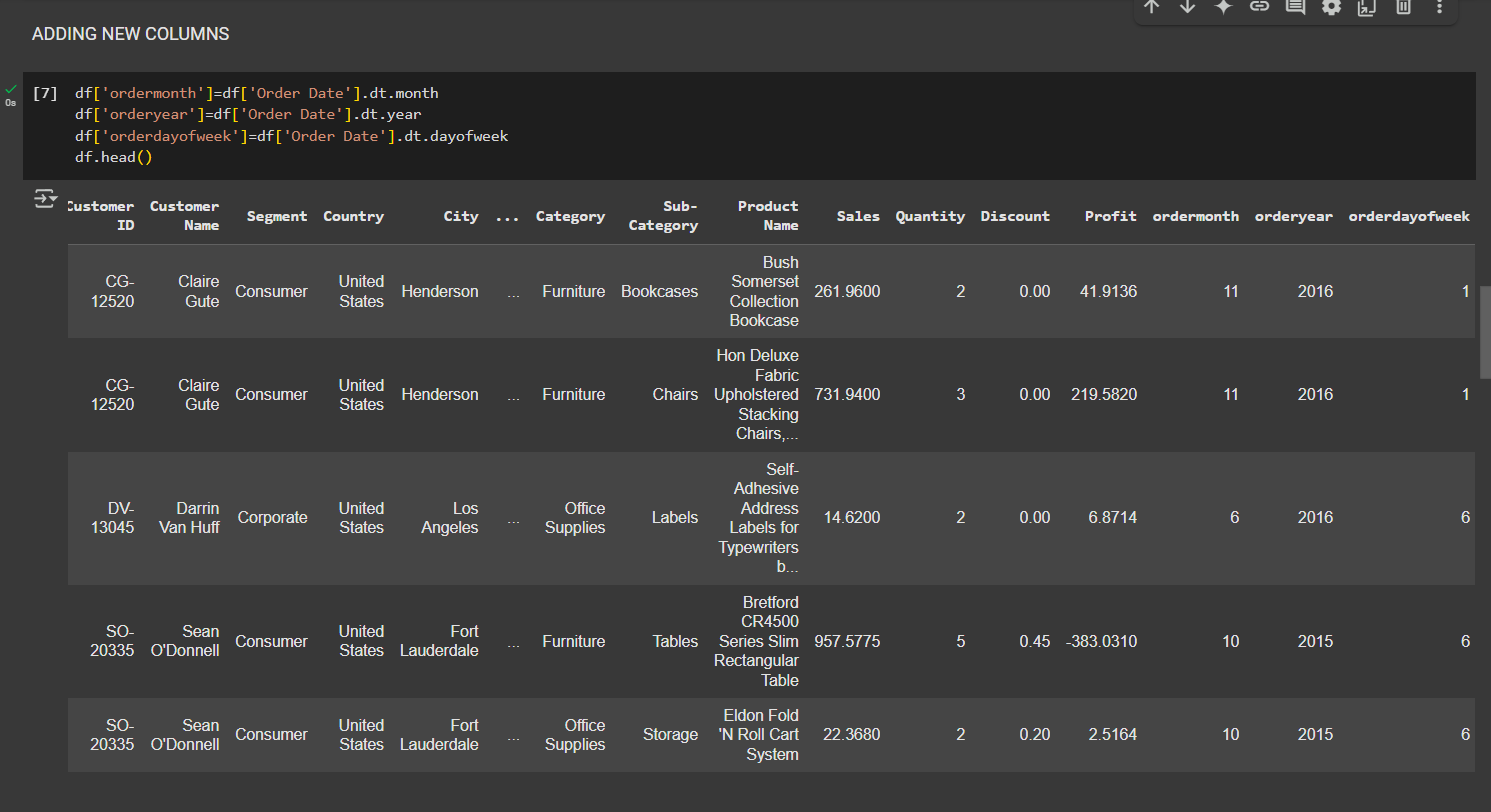 ADDING NEW COLUMNS
0s
[7] df['ordermonth']=df['Order Date'].dt.month
df['orderyear']=df['Order Date'].dt.year
df['orderdayofweek']=df['Order Date'].dt.dayofweek
df.head()
Customer ID Customer Name Segment Country City ... Category Sub-Category Product Name Sales Quantity Discount Profit ordermonth orderyear orderdayofweek
CG-12520 Claire Gute Consumer United States Henderson ... Furniture Bookcases Bush Somerset Collection Bookcase 261.9600 2 0.00 41.9136 11 2016 1
CG-12520 Claire Gute Consumer United States Henderson ... Furniture Chairs Hon Deluxe Fabric Upholstered Stacking Chairs,... 731.9400 3 0.00 219.5820 11 2016 1
DV-13045 Darrin Van Huff Corporate United States Los Angeles ... Office Supplies Labels Self-Adhesive Address Labels for Typewriters b... 14.6200 2 0.00 6.8714 6 2016 6
SO-20335 Sean O'Donnell Consumer United States Fort Lauderdale ... Furniture Tables Bretford CR4500 Series Slim Rectangular Table 957.5775 5 0.45 -383.0310 10 2015 6
SO-20335 Sean O'Donnell Consumer United States Fort Lauderdale ... Office Supplies Storage Eldon Fold 'N Roll Cart System 22.3680 2 0.20 2.5164 10 2015 6